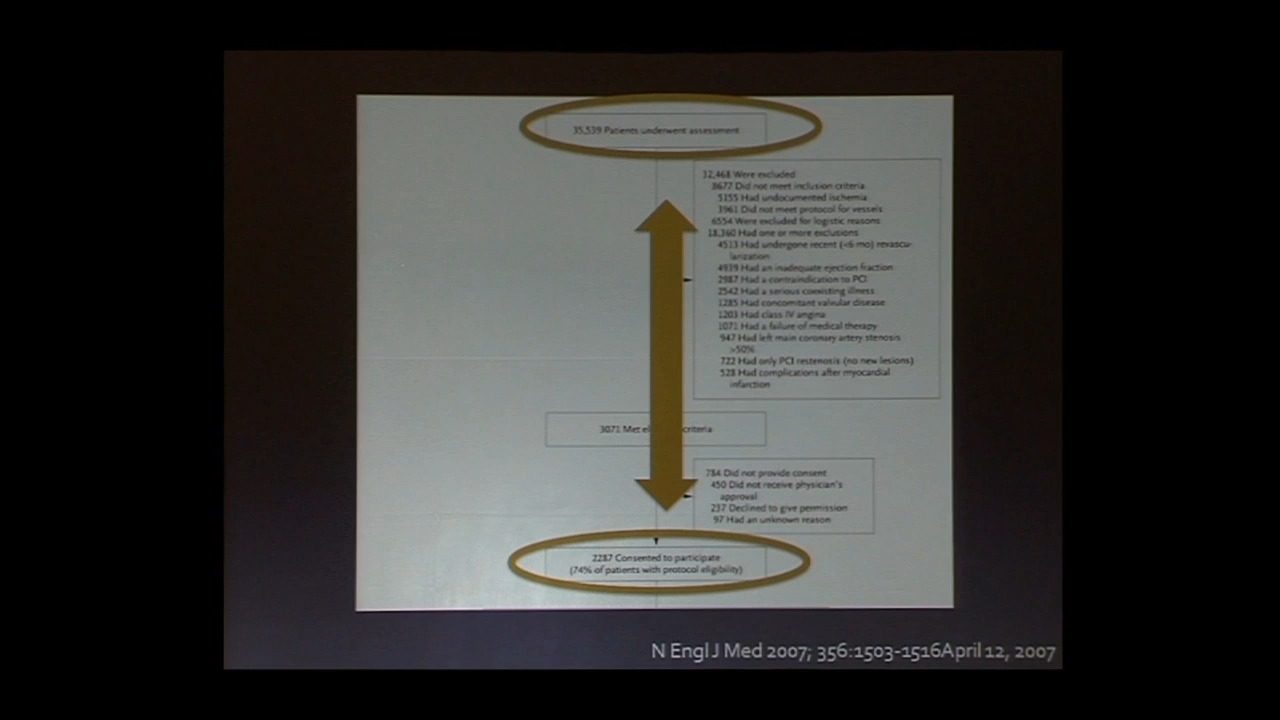 35,539 Patients underwent assessment
32,468 Were excluded
8677 Did not meet inclusion criteria
5155 Had undocumented ischemia
3961 Did not meet protocol for vessels
6554 Were excluded for logistic reasons
18,360 Had one or more exclusions
4513 Had undergone recent (<6 mo) revascu-
larization
4939 Had an inadequate ejection fraction
2987 Had a contraindication to PCI
2542 Had a serious coexisting illness
1285 Had concomitant valvular disease
1203 Had class IV angina
1071 Had a failure of medical therapy
947 Had left main coronary artery stenosis
>50%
722 Had only PCI restenosis (no new lesions)
528 Had complications after myocardial
infarction
3071 Met el criteria
784 Did not provide consent
450 Did not receive physician's
approval
237 Declined to give permission
97 Had an unknown reason
2287 Consented to participate
(74% of patients with protocol eligibility)
N Engl J Med 2007; 356:1503-1516April 12, 2007